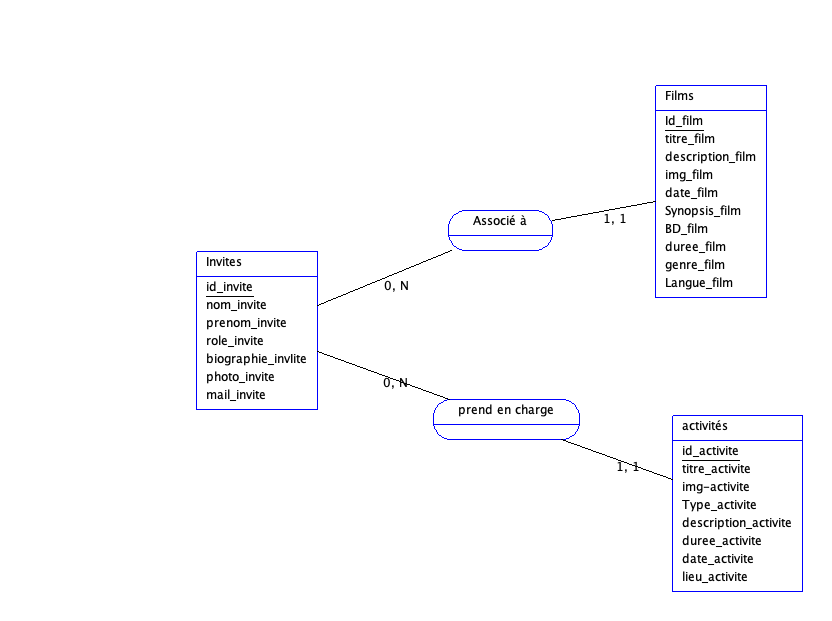 Films
Id_film
titre_film
description_film
img_film
date_film
Synopsis_film
BD_film
duree_film
genre_film
Langue_film
Associé à
1, 1
0, N
Invites
id_invite
nom_invite
prenom_invite
role_invite
biographie_invlite
photo_invite
mail_invite
0, N
prend en charge
1, 1
activités
id_activite
titre_activite
img-activite
Type_activite
description_activite
duree_activite
date_activite
lieu_activite